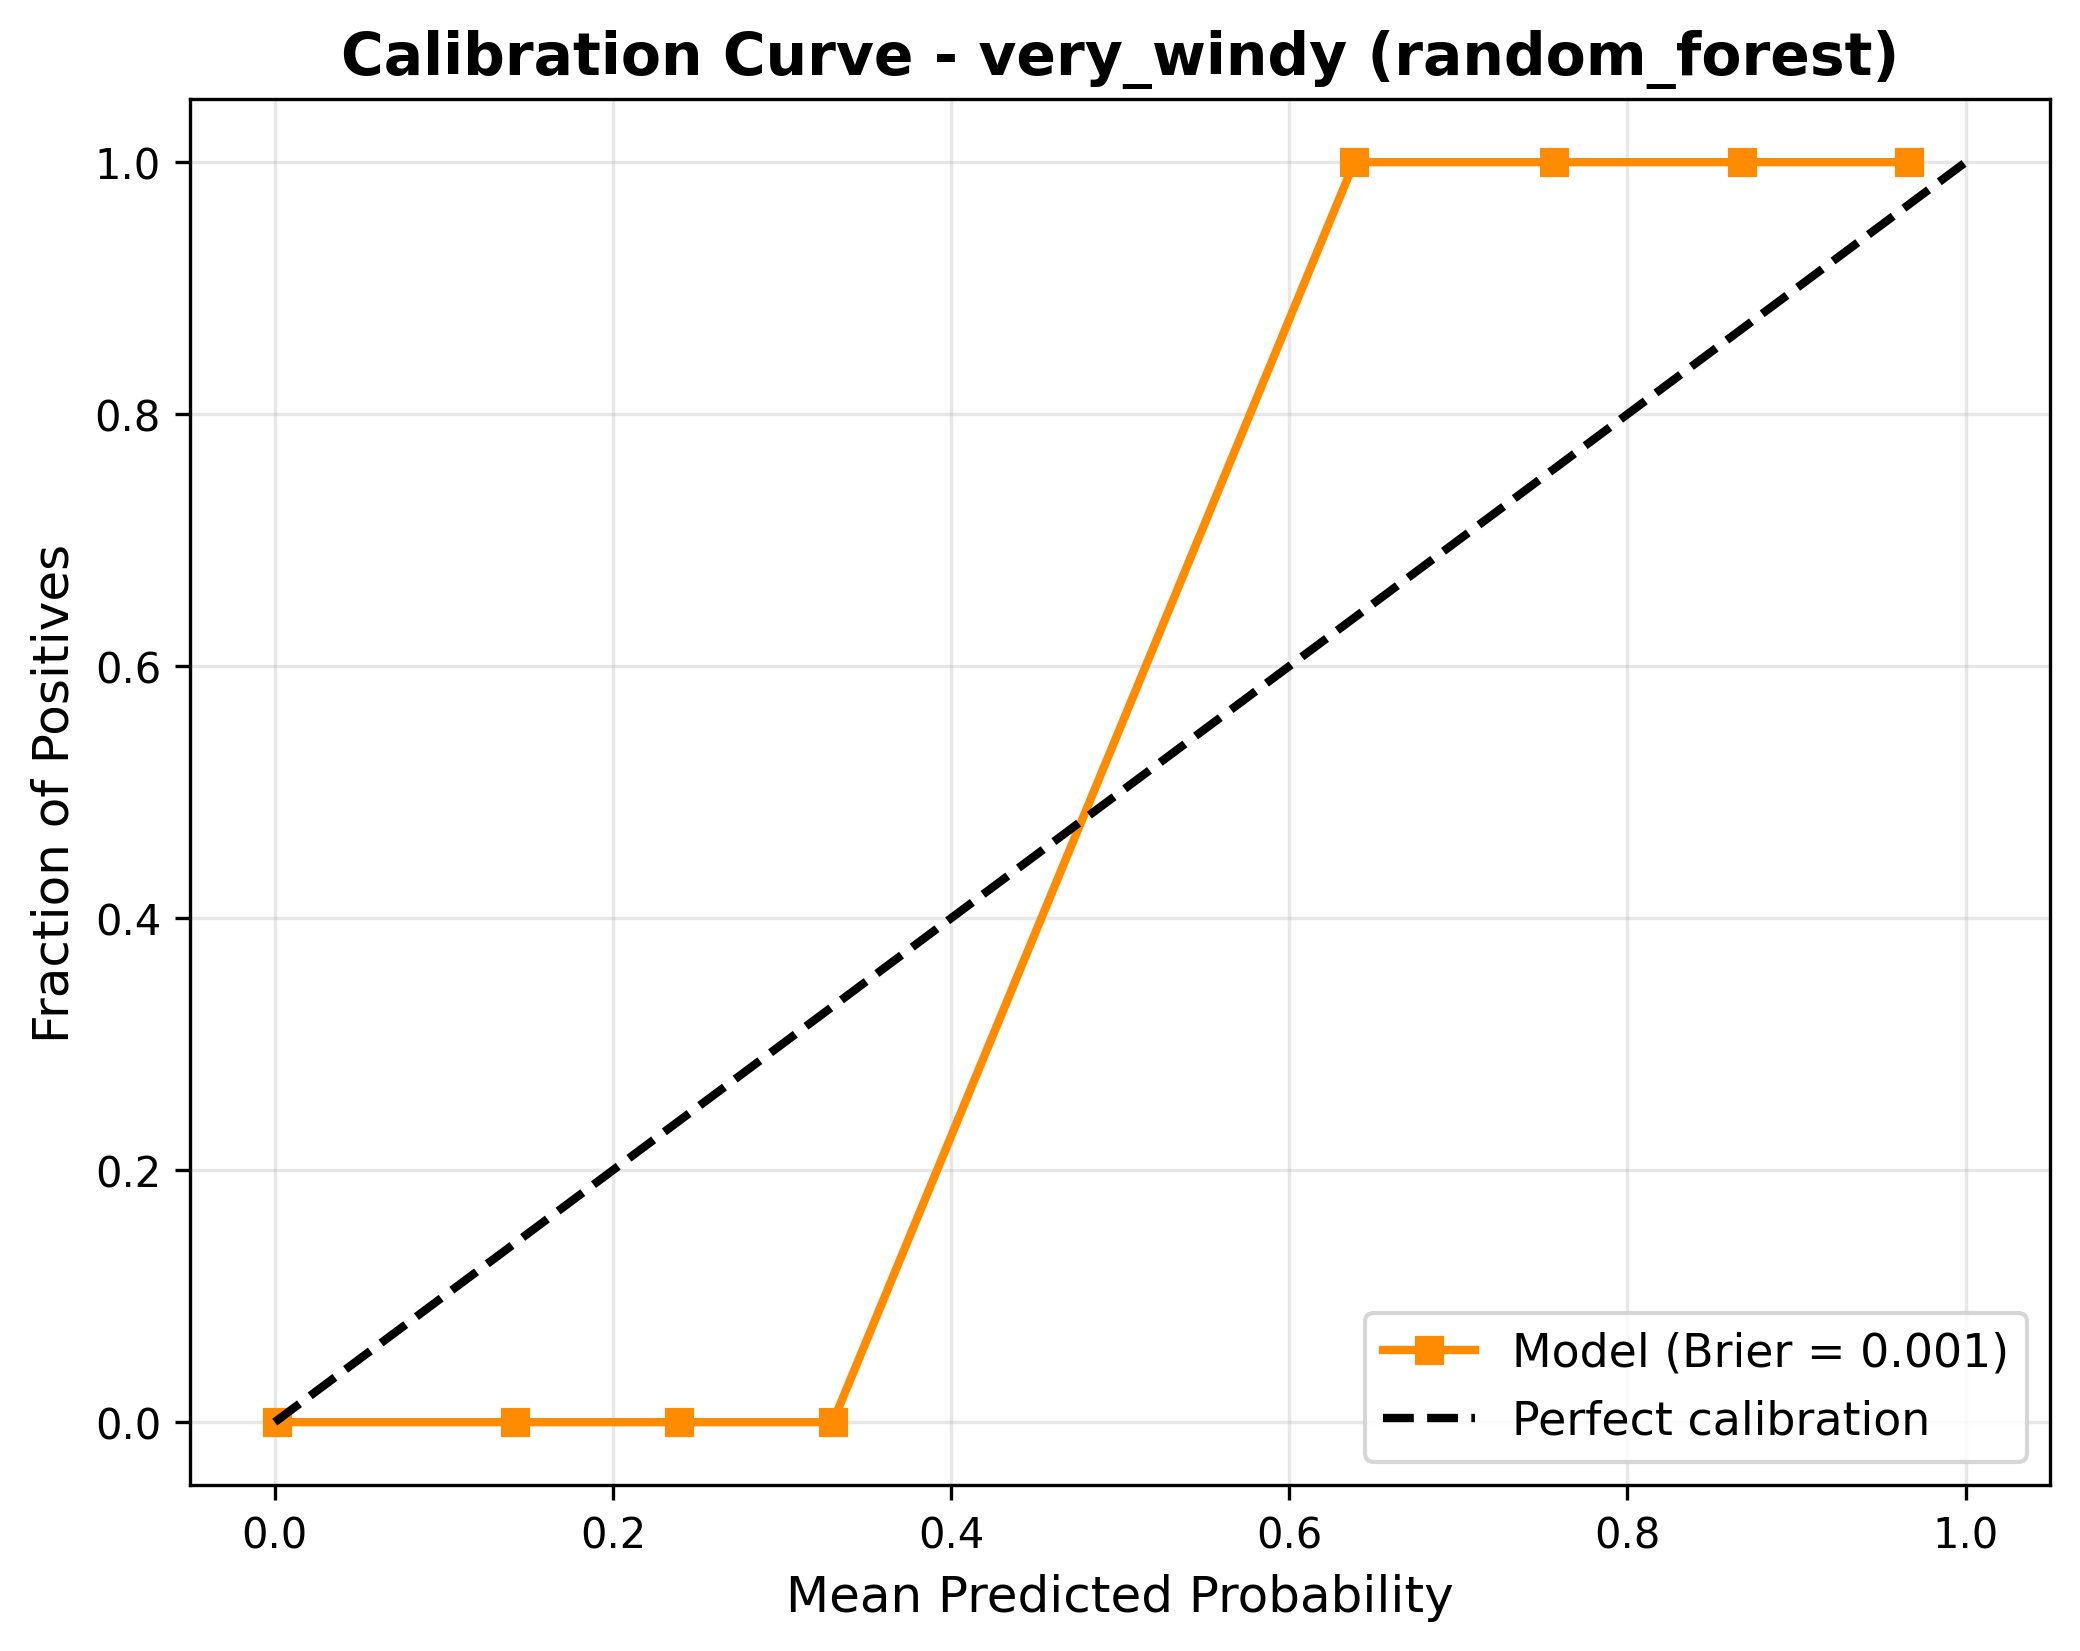 Calibration Curve - very_windy (random_forest)
Fraction of Positives
1.0
0.8
0.6
0.4
0.2
0.0
0.0 0.2 0.4 0.6 0.8 1.0
Mean Predicted Probability
Model (Brier = 0.001)
Perfect calibration